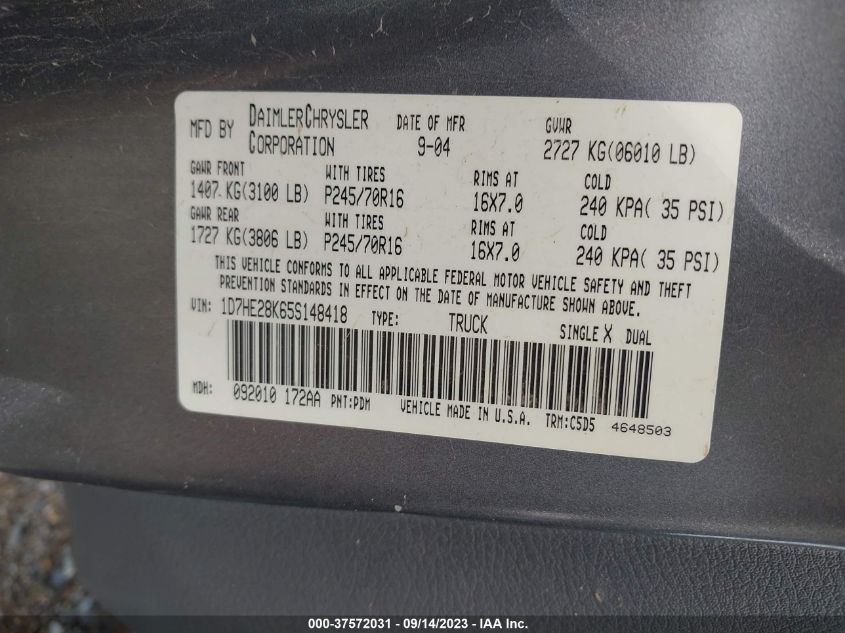 MFD BY DAIMLERCHRYSLER CORPORATION DATE OF MFR 9-04 GVWR 2727 KG(06010 LB)
GAWR FRONT WITH TIRES RIMS AT COLD
1407 KG(3100 LB) P245/70R16 16X7.0 240 KPA( 35 PSI)
GAWR REAR WITH TIRES RIMS AT COLD
1727 KG(3806 LB) P245/70R16 16X7.0 240 KPA( 35 PSI)
THIS VEHICLE CONFORMS TO ALL APPLICABLE FEDERAL MOTOR VEHICLE SAFETY AND THEFT
PREVENTION STANDARDS IN EFFECT ON THE DATE OF MANUFACTURE SHOWN ABOVE.
VIN: 1D7HE28K65S148418 TYPE: TRUCK SINGLE X DUAL
MDH: 092010 172AA PNT:PDM VEHICLE MADE IN U.S.A. TRM:C5D5 4648503
000-37572031 - 09/14/2023 - IAA Inc.